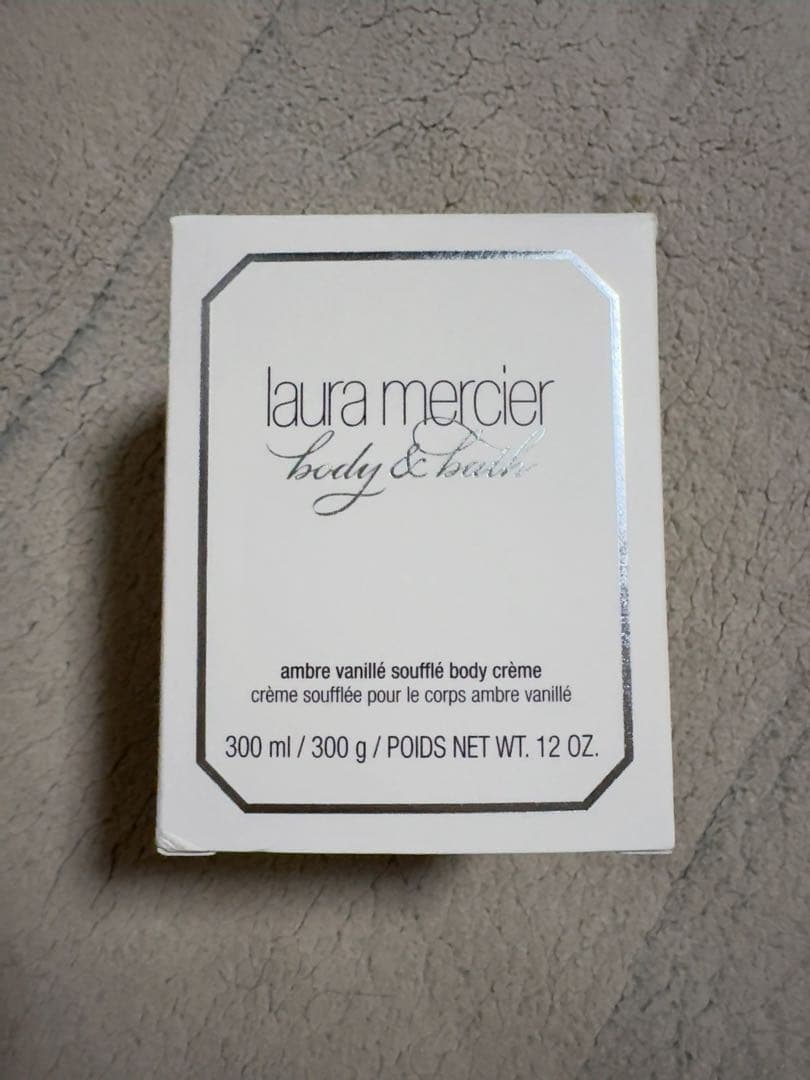 laura mercier
body & bath
ambre vanillé soufflé body crème
crème soufflée pour le corps ambre vanillé
300 ml / 300 g / POIDS NET WT. 12 OZ.